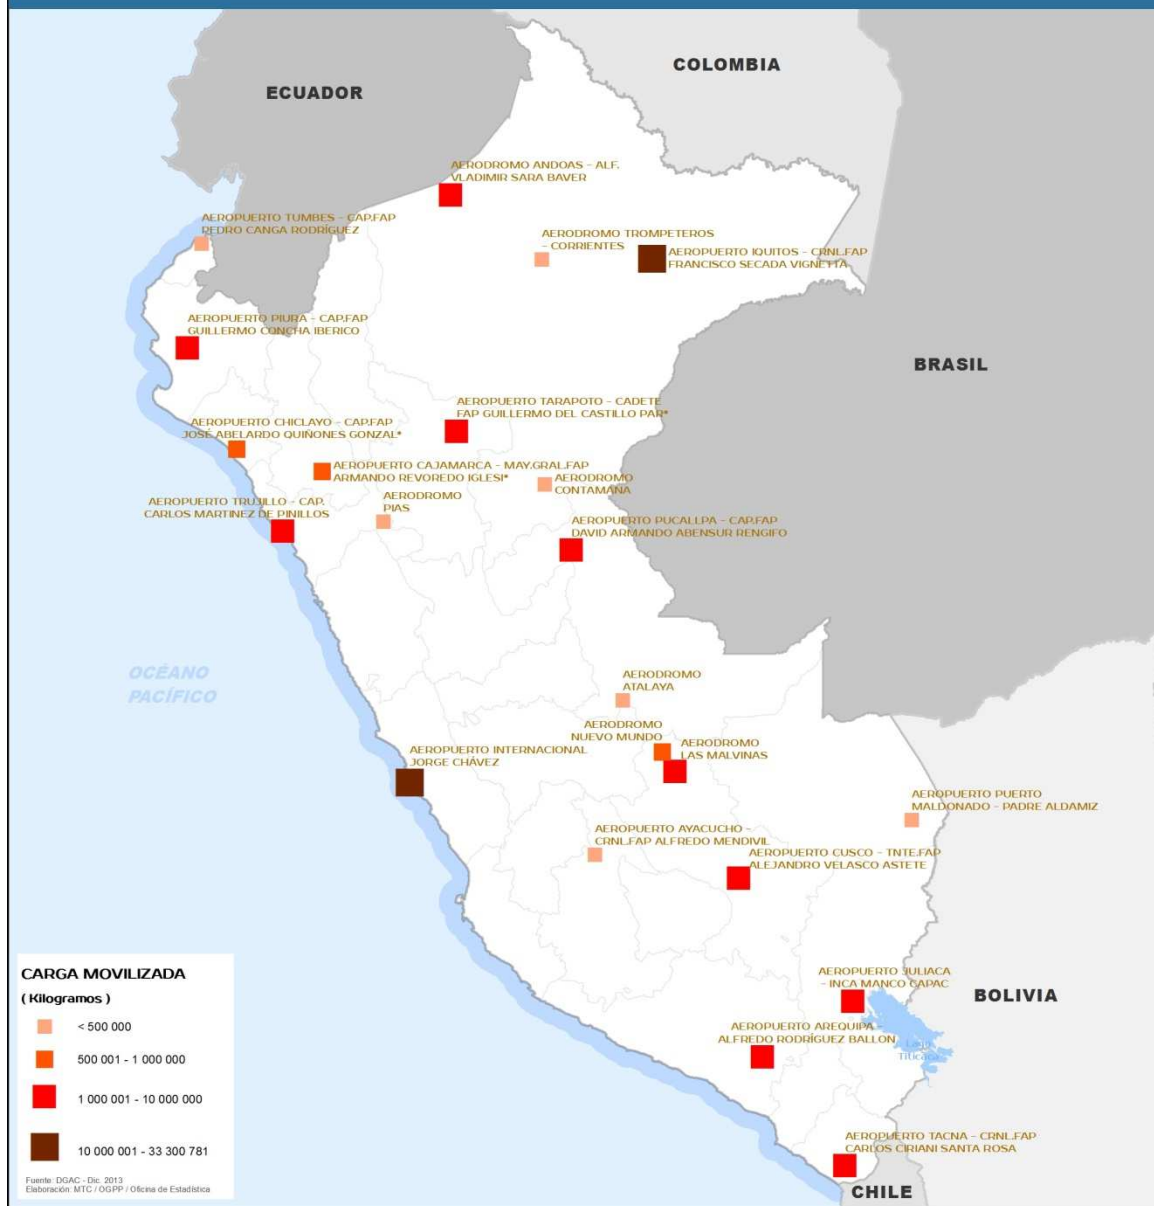 COLOMBIA
ECUADOR
AERODROMO ANDOAS - ALF.
VLADIMIR SARA BAVER
AEROPUERTO TUMBES - CAP.FAP
PEDRO CANGA RODRÍGUEZ
AERODROMO TROMPETEROS
- CORRIENTES
AEROPUERTO IQUITOS - CRNL.FAP
FRANCISCO SECADA VIGNETTA
AEROPUERTO PIURA - CAP.FAP
GUILLERMO CONCHA IBERICO
BRASIL
AEROPUERTO TARAPOTO - CADETE
FAP GUILLERMO DEL CASTILLO PAR*
AEROPUERTO CHICLAYO - CAP.FAP
JOSÉ ABELARDO QUIÑONES GONZAL*
AEROPUERTO CAJAMARCA - MAY.GRAL.FAP
ARMANDO REVOREDO IGLESI*
AERODROMO
CONTAMANA
AEROPUERTO TRUJILLO - CAP.
CARLOS MARTINEZ DE PINILLOS
AERODROMO
PIAS
AEROPUERTO PUCALLPA - CAP.FAP
DAVID ARMANDO ABENSUR RENGIFO
OCÉANO
PACÍFICO
AERODROMO
ATALAYA
AERODROMO
NUEVO MUNDO
AERODROMO
LAS MALVINAS
AEROPUERTO INTERNACIONAL
JORGE CHÁVEZ
AEROPUERTO PUERTO
MALDONADO - PADRE ALDAMIZ
AEROPUERTO AYACUCHO -
CRNL.FAP ALFREDO MENDIVIL
AEROPUERTO CUSCO - TNTE.FAP
ALEJANDRO VELASCO ASTETE
AEROPUERTO JULIACA
- INCA MANCO CAPAC
BOLIVIA
AEROPUERTO AREQUIPA -
ALFREDO RODRÍGUEZ BALLON
Lago
Titicaca
AEROPUERTO TACNA - CRNL.FAP
CARLOS CIRIANI SANTA ROSA
CHILE
CARGA MOVILIZADA
( Kilogramos )
< 500 000
500 001 - 1 000 000
1 000 001 - 10 000 000
10 000 001 - 33 300 781
Fuente: DGAC - Dic. 2013
Elaboración: MTC / OGPP / Oficina de Estadística